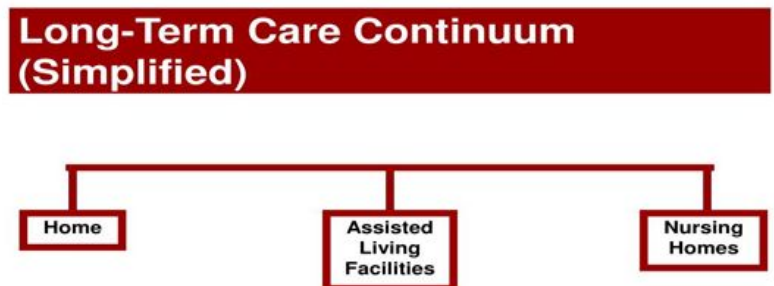 Long-Term Care Continuum
(Simplified)
Home
Assisted
Living
Facilities
Nursing
Homes